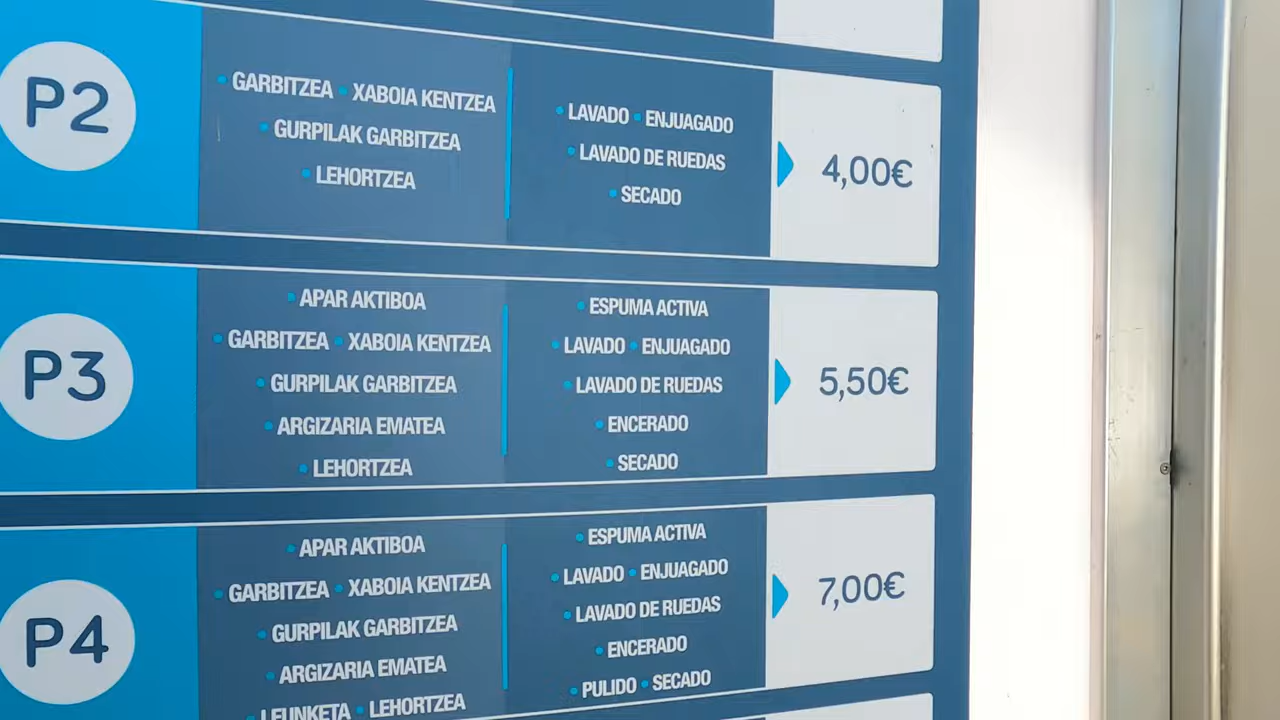 P2
• GARBITZEA • XABOIA KENTZEA
• GURPILAK GARBITZEA
• LEHORTZEA
• LAVADO • ENJUAGADO
• LAVADO DE RUEDAS
• SECADO
4,00€
P3
• APAR AKTIBOA
• GARBITZEA • XABOIA KENTZEA
• GURPILAK GARBITZEA
• ARGIZARIA EMATEA
• LEHORTZEA
• ESPUMA ACTIVA
• LAVADO • ENJUAGADO
• LAVADO DE RUEDAS
• ENCERADO
• SECADO
5,50€
P4
• APAR AKTIBOA
• GARBITZEA • XABOIA KENTZEA
• GURPILAK GARBITZEA
• ARGIZARIA EMATEA
• LEUNKETA • LEHORTZEA
• ESPUMA ACTIVA
• LAVADO • ENJUAGADO
• LAVADO DE RUEDAS
• ENCERADO
• PULIDO • SECADO
7,00€